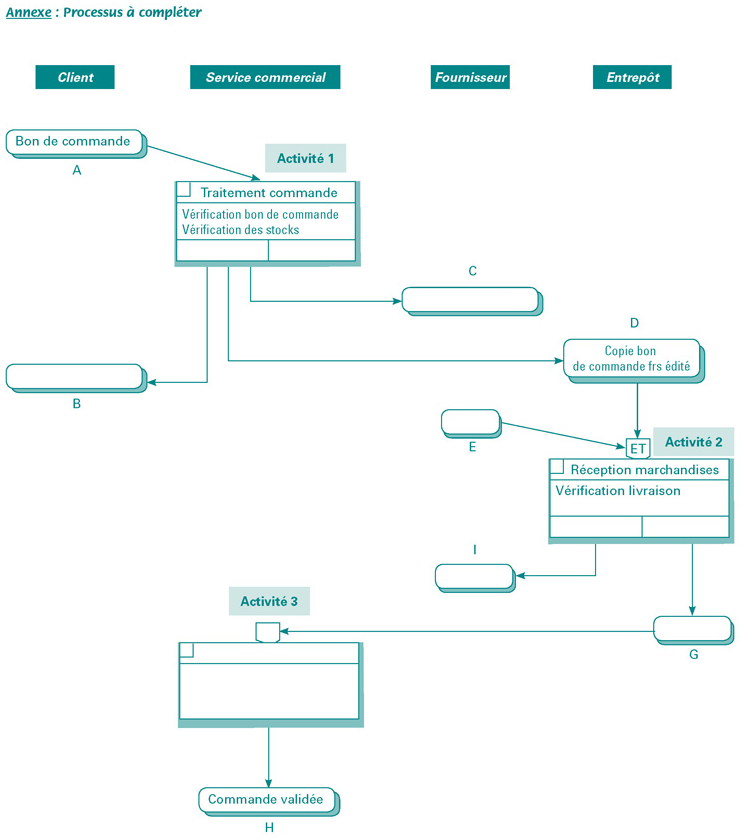 Annexe : Processus à compléter
Client
Service commercial
Fournisseur
Entrepôt
Bon de commande
A
Activité 1
Traitement commande
Vérification bon de commande
Vérification des stocks
C
D
Copie bon
de commande frs édité
B
E
ET
Activité 2
Réception marchandises
Vérification livraison
I
Activité 3
G
Commande validée
H